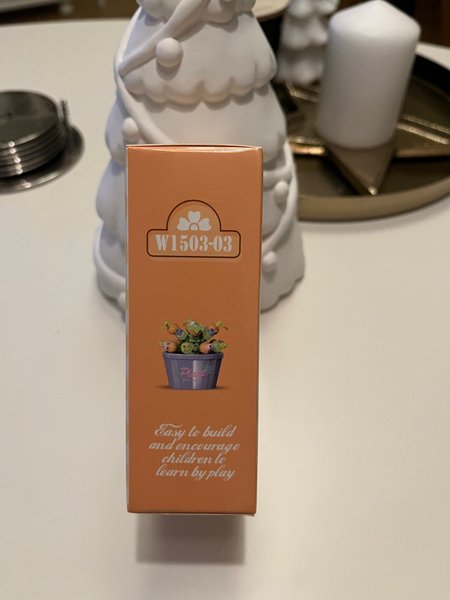 W1503-03
Easy to build
and encourage
children to
learn by play